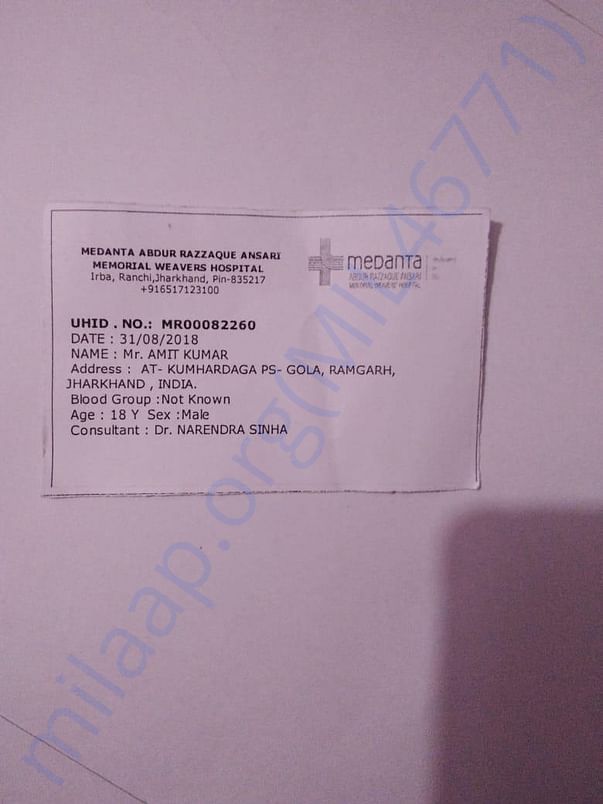 MEDANTA ABDUR RAZZAQUE ANSARI
MEMORIAL WEAVERS HOSPITAL
Irba, Ranchi,Jharkhand, Pin-835217
+916517123100
medanta
ABDUR RAZZAQUE ANSARI
MEMORIAL WEAVERS HOSPITAL
UHID . NO.: MR00082260
DATE : 31/08/2018
NAME : Mr. AMIT KUMAR
Address : AT- KUMHARDAGA PS- GOLA, RAMGARH,
JHARKHAND , INDIA.
Blood Group :Not Known
Age : 18 Y Sex :Male
Consultant : Dr. NARENDRA SINHA
milaap.org(MIL46771)